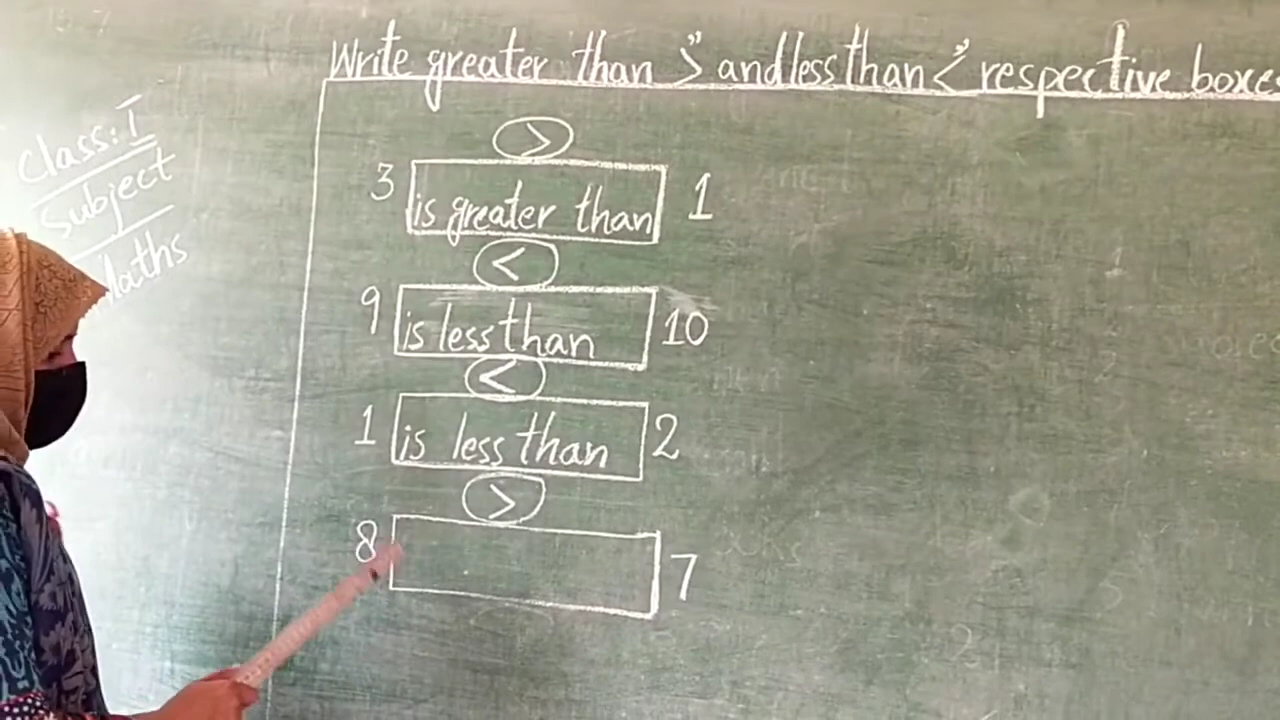 Write greater than ">" and less than "<" respective boxes
Class: I
Subject
Maths
>
3 is greater than 1
<
9 is less than 10
<
1 is less than 2
>
8 7